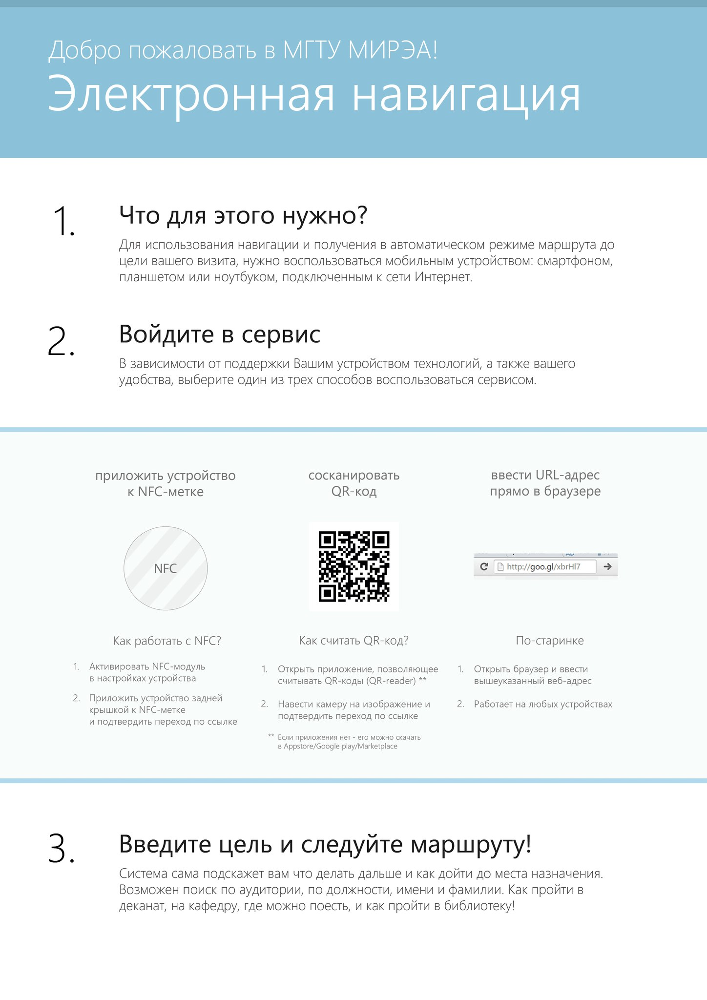 Добро пожаловать в МГТУ МИРЭА!
Электронная навигация
1.
Что для этого нужно?
Для использования навигации и получения в автоматическом режиме маршрута до
цели вашего визита, нужно воспользоваться мобильным устройством: смартфоном,
планшетом или ноутбуком, подключенным к сети Интернет.
2.
Войдите в сервис
В зависимости от поддержки Вашим устройством технологий, а также вашего
удобства, выберите один из трех способов воспользоваться сервисом.
приложить устройство
к NFC-метке
NFC
Как работать с NFC?
1. Активировать NFC-модуль
в настройках устройства
2. Приложить устройство задней
крышкой к NFC-метке
и подтвердить переход по ссылке
сосканировать
QR-код
Как считать QR-код?
1. Открыть приложение, позволяющее
считывать QR-коды (QR-reader) **
2. Навести камеру на изображение и
подтвердить переход по ссылке
** Если приложения нет - его можно скачать
в Appstore/Google play/Marketplace
ввести URL-адрес
прямо в браузере
http://goo.gl/xbrHl7
По-старинке
1. Открыть браузер и ввести
вышеуказанный веб-адрес
2. Работает на любых устройствах
3.
Введите цель и следуйте маршруту!
Система сама подскажет вам что делать дальше и как дойти до места назначения.
Возможен поиск по аудитории, по должности, имени и фамилии. Как пройти в
деканат, на кафедру, где можно поесть, и как пройти в библиотеку!